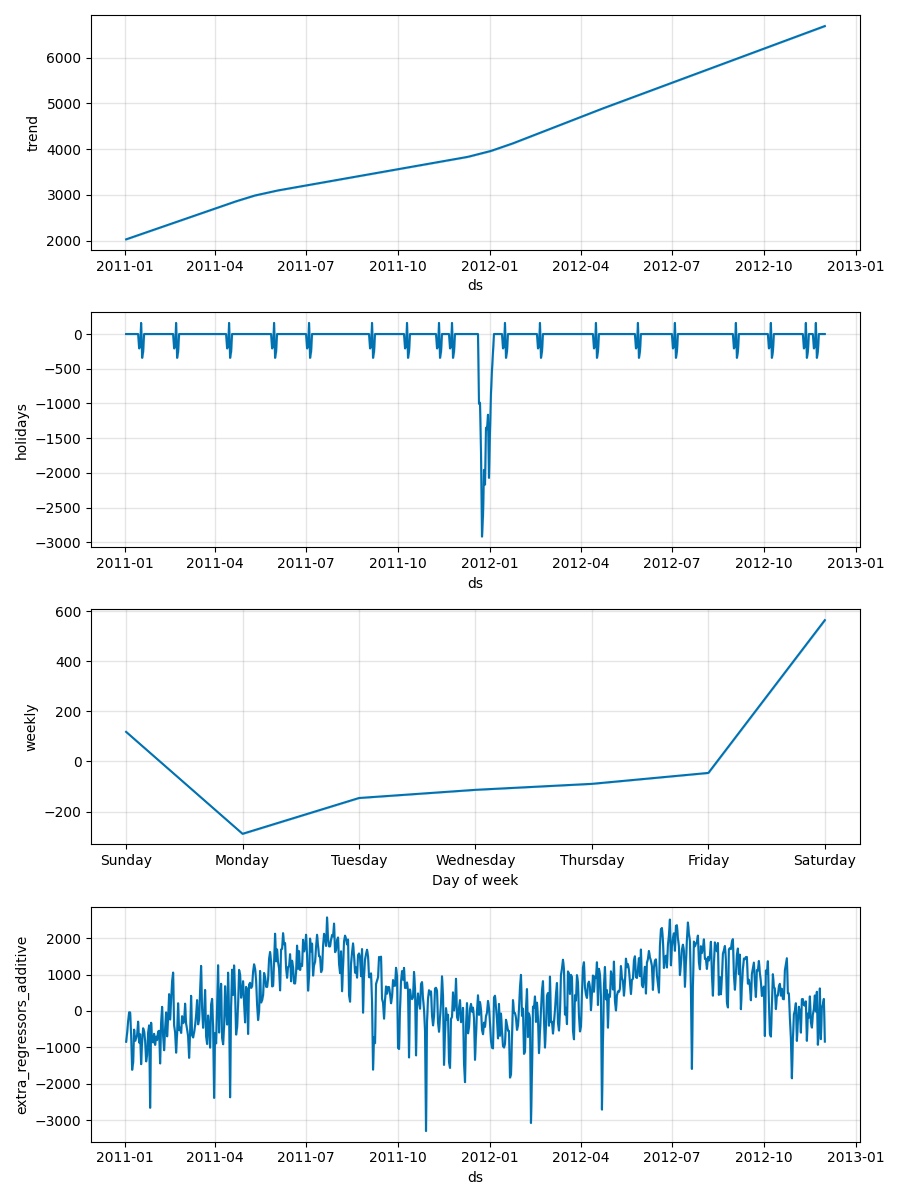 trend
6000
5000
4000
3000
2000
2011-01 2011-04 2011-07 2011-10 2012-01 2012-04 2012-07 2012-10 2013-01
ds
holidays
0
−500
−1000
−1500
−2000
−2500
−3000
2011-01 2011-04 2011-07 2011-10 2012-01 2012-04 2012-07 2012-10 2013-01
ds
weekly
600
400
200
0
−200
Sunday Monday Tuesday Wednesday Thursday Friday Saturday
Day of week
extra_regressors_additive
2000
1000
0
−1000
−2000
−3000
2011-01 2011-04 2011-07 2011-10 2012-01 2012-04 2012-07 2012-10 2013-01
ds